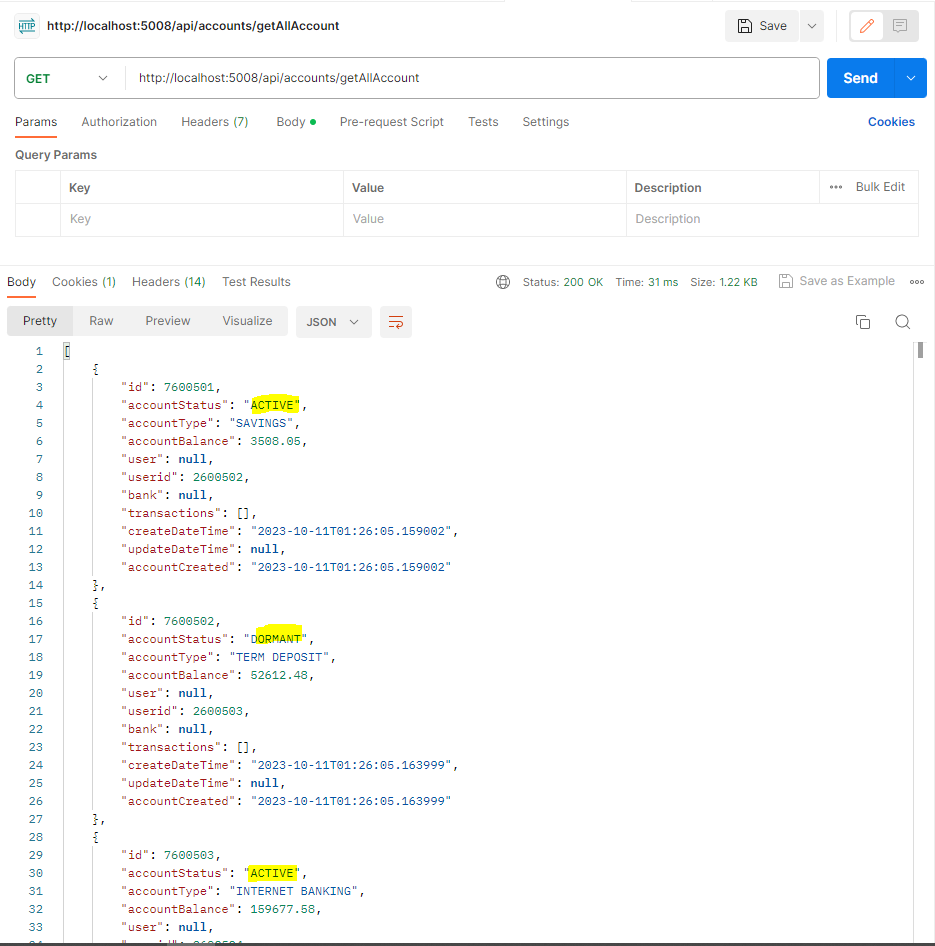 HTTP http://localhost:5008/api/accounts/getAllAccount Save
GET http://localhost:5008/api/accounts/getAllAccount Send
Params Authorization Headers (7) Body Pre-request Script Tests Settings Cookies
Query Params
Key Value Description Bulk Edit
Key Value Description
Body Cookies (1) Headers (14) Test Results Status: 200 OK Time: 31 ms Size: 1.22 KB Save as Example
Pretty Raw Preview Visualize JSON
1 [
2 {
3 "id": 7600501,
4 "accountStatus": "ACTIVE",
5 "accountType": "SAVINGS",
6 "accountBalance": 3508.05,
7 "user": null,
8 "userid": 2600502,
9 "bank": null,
10 "transactions": [],
11 "createDateTime": "2023-10-11T01:26:05.159002",
12 "updateDateTime": null,
13 "accountCreated": "2023-10-11T01:26:05.159002"
14 },
15 {
16 "id": 7600502,
17 "accountStatus": "DORMANT",
18 "accountType": "TERM DEPOSIT",
19 "accountBalance": 52612.48,
20 "user": null,
21 "userid": 2600503,
22 "bank": null,
23 "transactions": [],
24 "createDateTime": "2023-10-11T01:26:05.163999",
25 "updateDateTime": null,
26 "accountCreated": "2023-10-11T01:26:05.163999"
27 },
28 {
29 "id": 7600503,
30 "accountStatus": "ACTIVE",
31 "accountType": "INTERNET BANKING",
32 "accountBalance": 159677.58,
33 "user": null,